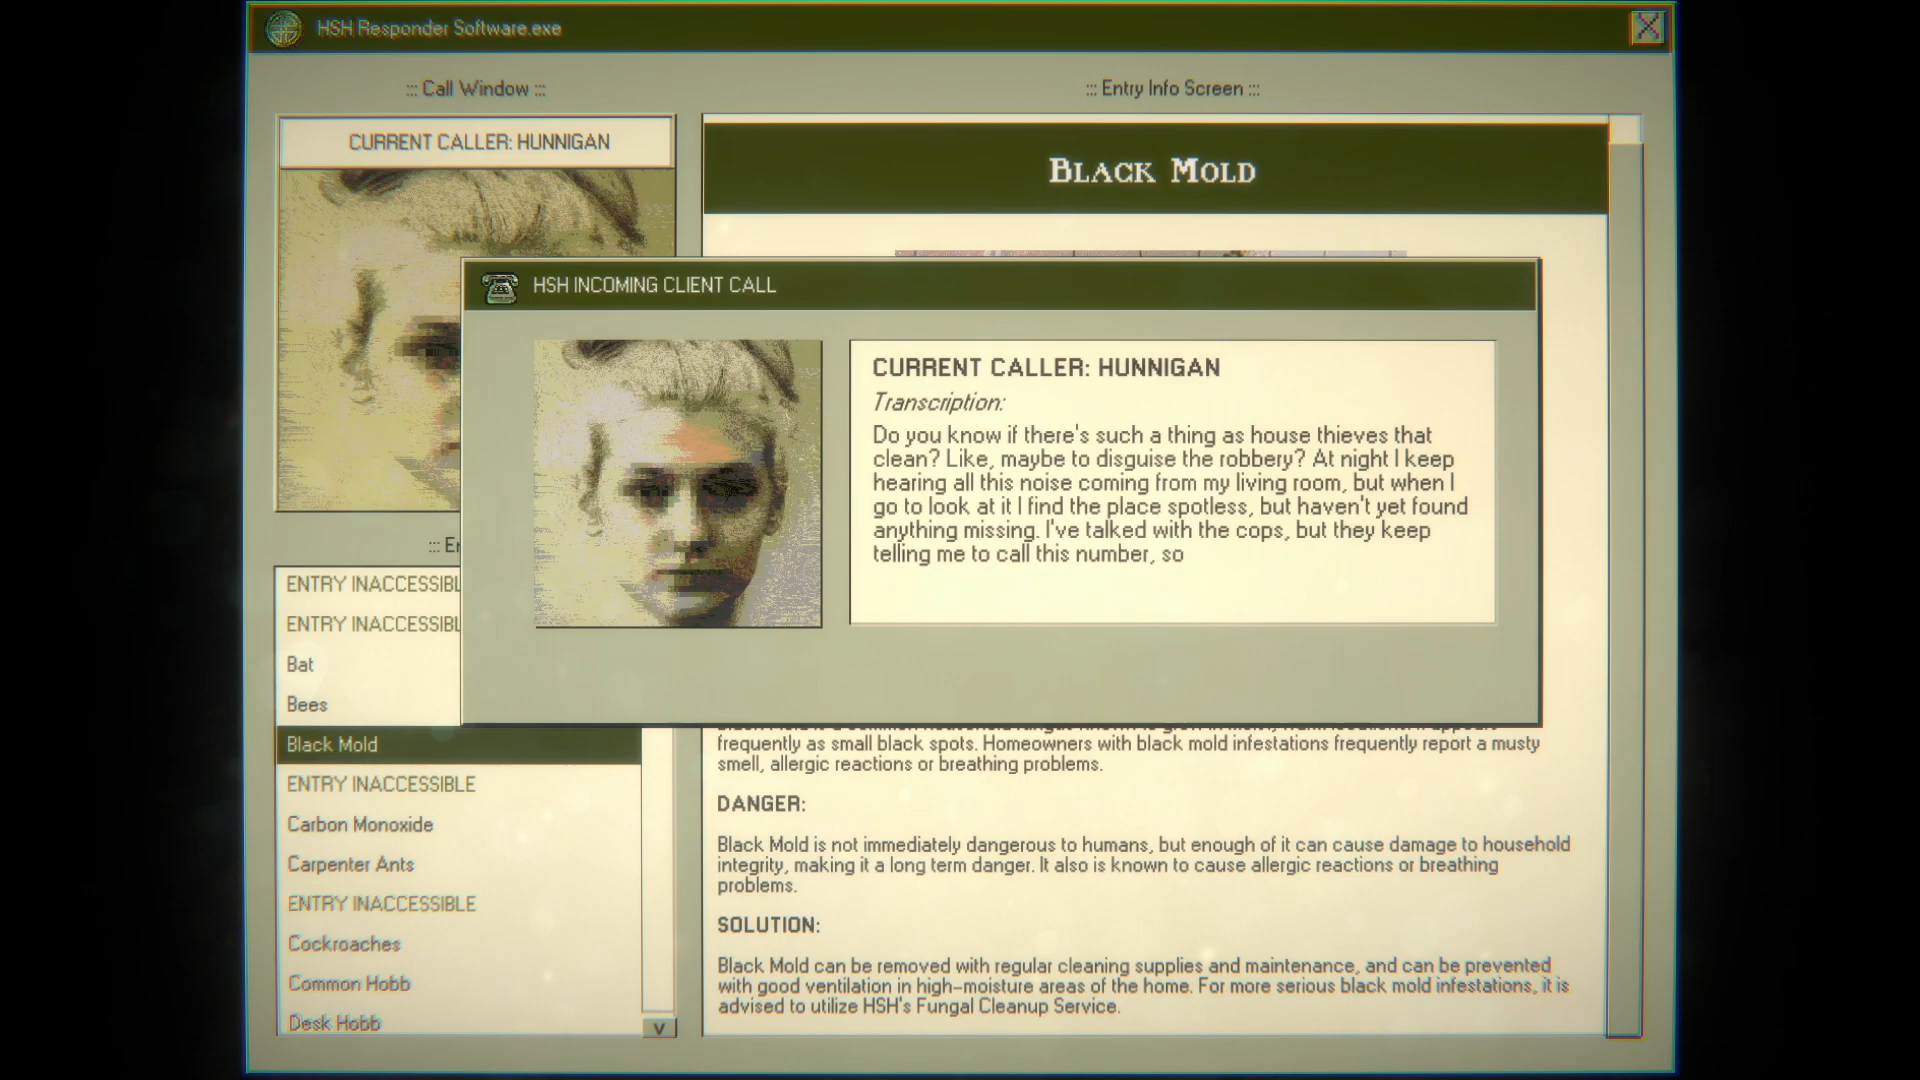 HSH Responder Software.exe
::: Call Window :::
::: Entry Info Screen :::
CURRENT CALLER: HUNNIGAN
BLACK MOLD
HSH INCOMING CLIENT CALL
CURRENT CALLER: HUNNIGAN
Transcription:
Do you know if there's such a thing as house thieves that
clean? Like, maybe to disguise the robbery? At night I keep
hearing all this noise coming from my living room, but when I
go to look at it I find the place spotless, but haven't yet found
anything missing. I've talked with the cops, but they keep
telling me to call this number, so
ENTRY INACCESSIBL
ENTRY INACCESSIBL
Bat
Bees
Black Mold
ENTRY INACCESSIBLE
Carbon Monoxide
Carpenter Ants
ENTRY INACCESSIBLE
Cockroaches
Common Hobb
Desk Hobb
V
frequently as small black spots. Homeowners with black mold infestations frequently report a musty
smell, allergic reactions or breathing problems.
DANGER:
Black Mold is not immediately dangerous to humans, but enough of it can cause damage to household
integrity, making it a long term danger. It also is known to cause allergic reactions or breathing
problems.
SOLUTION:
Black Mold can be removed with regular cleaning supplies and maintenance, and can be prevented
with good ventilation in high-moisture areas of the home. For more serious black mold infestations, it is
advised to utilize HSH's Fungal Cleanup Service.